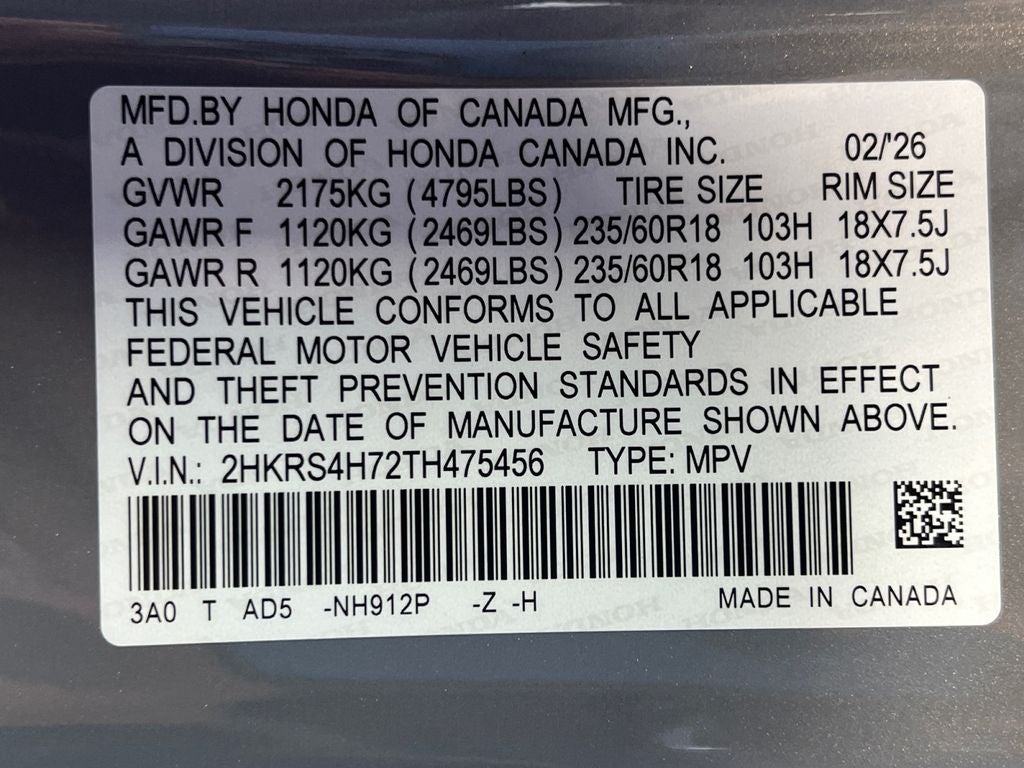 MFD.BY HONDA OF CANADA MFG.,
A DIVISION OF HONDA CANADA INC. 02/'26
GVWR 2175KG (4795LBS) TIRE SIZE RIM SIZE
GAWR F 1120KG (2469LBS) 235/60R18 103H 18X7.5J
GAWR R 1120KG (2469LBS) 235/60R18 103H 18X7.5J
THIS VEHICLE CONFORMS TO ALL APPLICABLE
FEDERAL MOTOR VEHICLE SAFETY
AND THEFT PREVENTION STANDARDS IN EFFECT
ON THE DATE OF MANUFACTURE SHOWN ABOVE.
V.I.N.: 2HKRS4H72TH475456 TYPE: MPV
3A0 T AD5 -NH912P -Z -H MADE IN CANADA